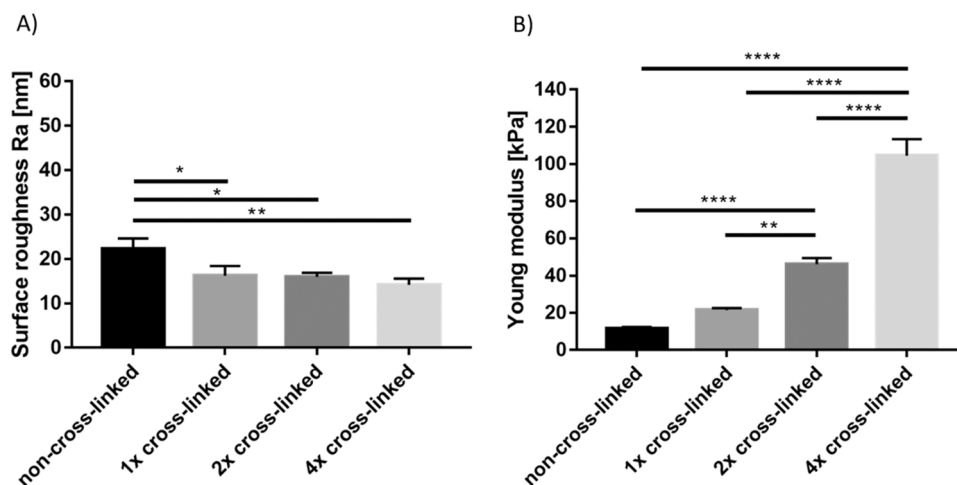 A)
Surface roughness Ra [nm]
60
50
40
30
20
10
0
*
*
**
non-cross-linked
1x cross-linked
2x cross-linked
4x cross-linked
B)
Young modulus [kPa]
140
120
100
80
60
40
20
0
****
****
****
****
**
non-cross-linked
1x cross-linked
2x cross-linked
4x cross-linked